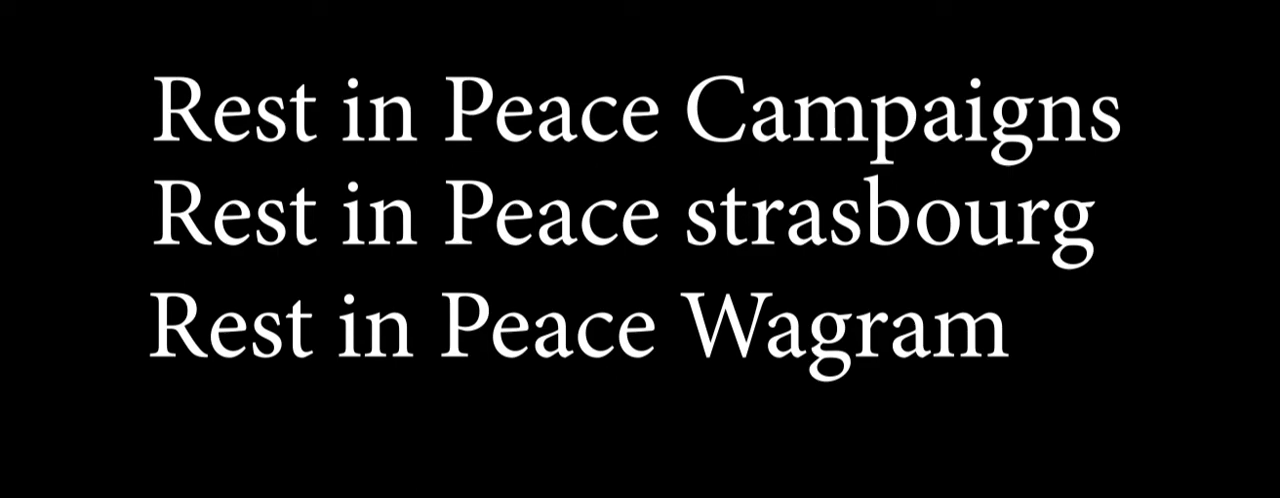 Rest in Peace Campaigns
Rest in Peace strasbourg
Rest in Peace Wagram